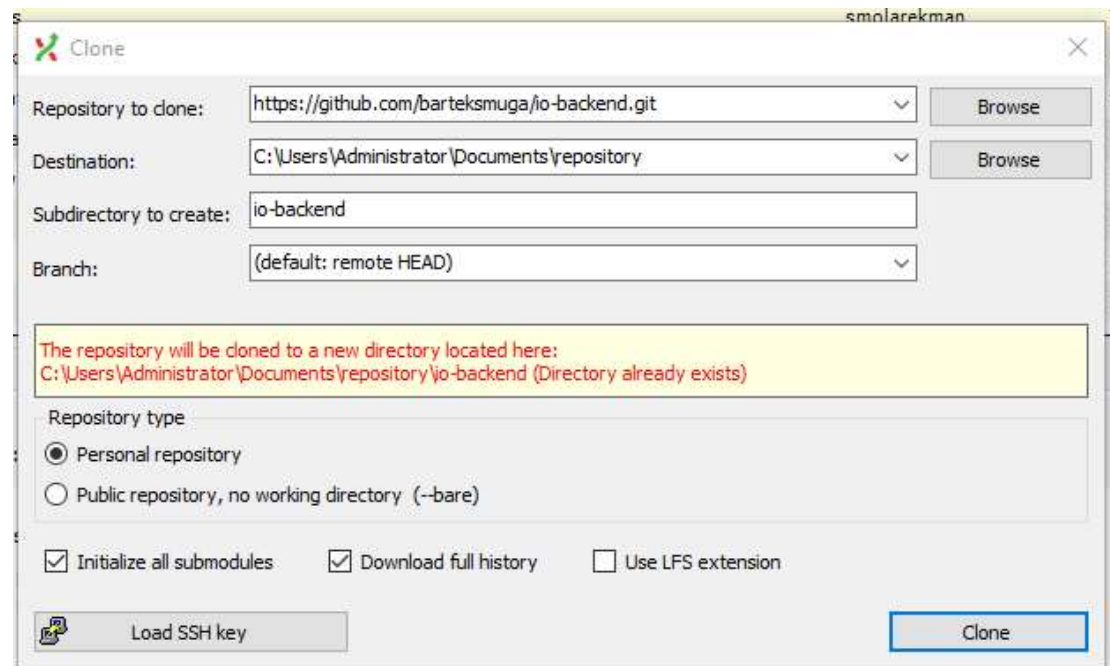 smolarekman
Clone
Repository to clone:
https://github.com/barteksmuga/io-backend.git
Browse
Destination:
C:\Users\Administrator\Documents\repository
Browse
Subdirectory to create:
io-backend
Branch:
(default: remote HEAD)
The repository will be cloned to a new directory located here:
C:\Users\Administrator\Documents\repository\io-backend (Directory already exists)
Repository type
Personal repository
Public repository, no working directory (--bare)
Initialize all submodules
Download full history
Use LFS extension
Load SSH key
Clone